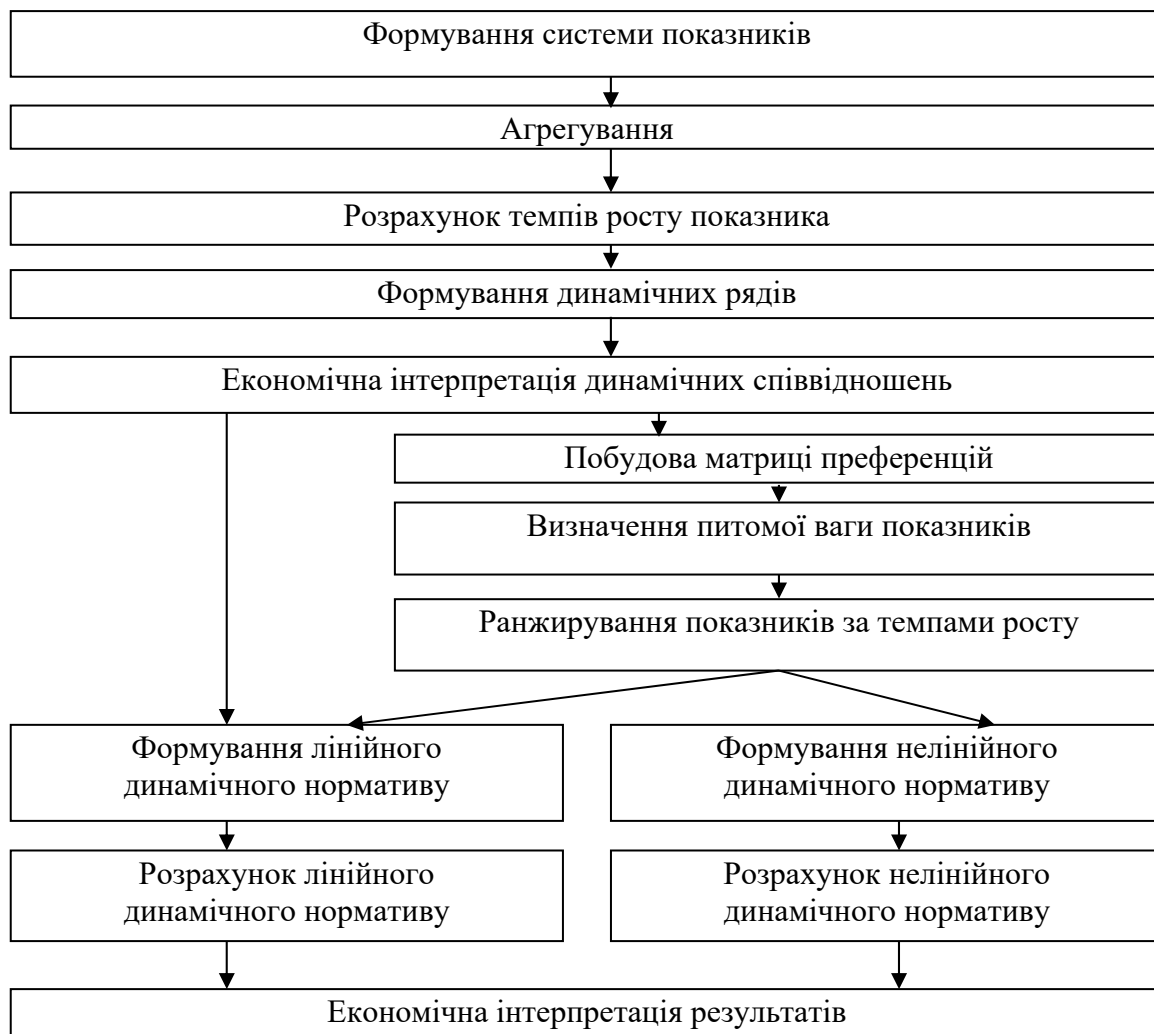 Формування системи показників
Агрегування
Розрахунок темпів росту показника
Формування динамічних рядів
Економічна інтерпретація динамічних співвідношень
Побудова матриці преференцій
Визначення питомої ваги показників
Ранжирування показників за темпами росту
Формування лінійного
динамічного нормативу
Формування нелінійного
динамічного нормативу
Розрахунок лінійного
динамічного нормативу
Розрахунок нелінійного
динамічного нормативу
Економічна інтерпретація результатів